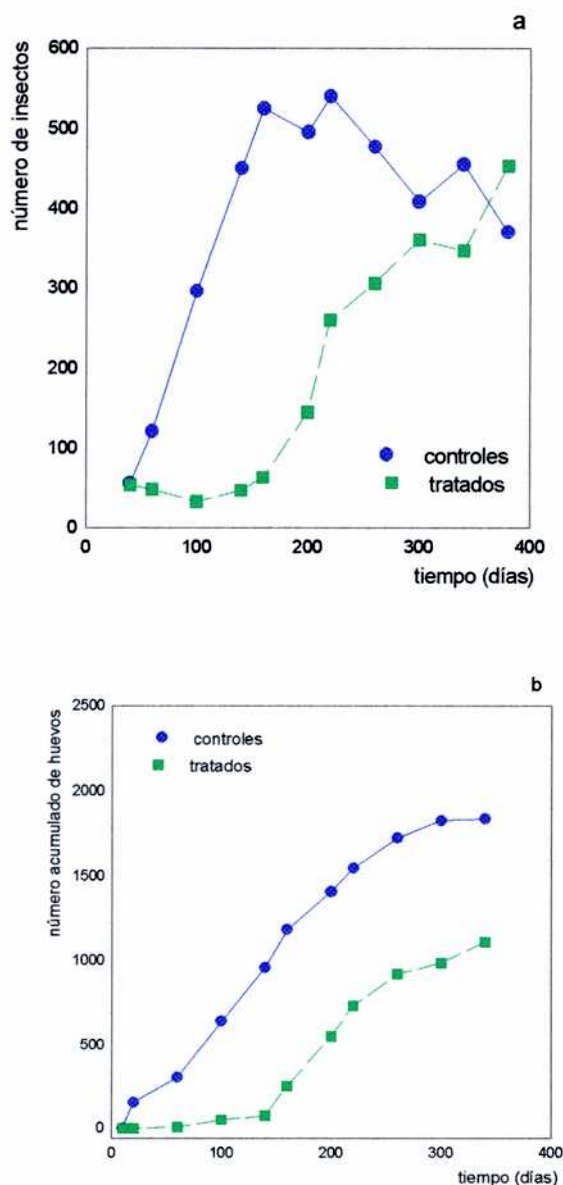 a
número de insectos
600
500
400
300
200
100
0
controles
tratados
0 100 200 300 400
tiempo (días)
b
número acumulado de huevos
2500
2000
1500
1000
500
0
controles
tratados
0 100 200 300 400
tiempo (días)